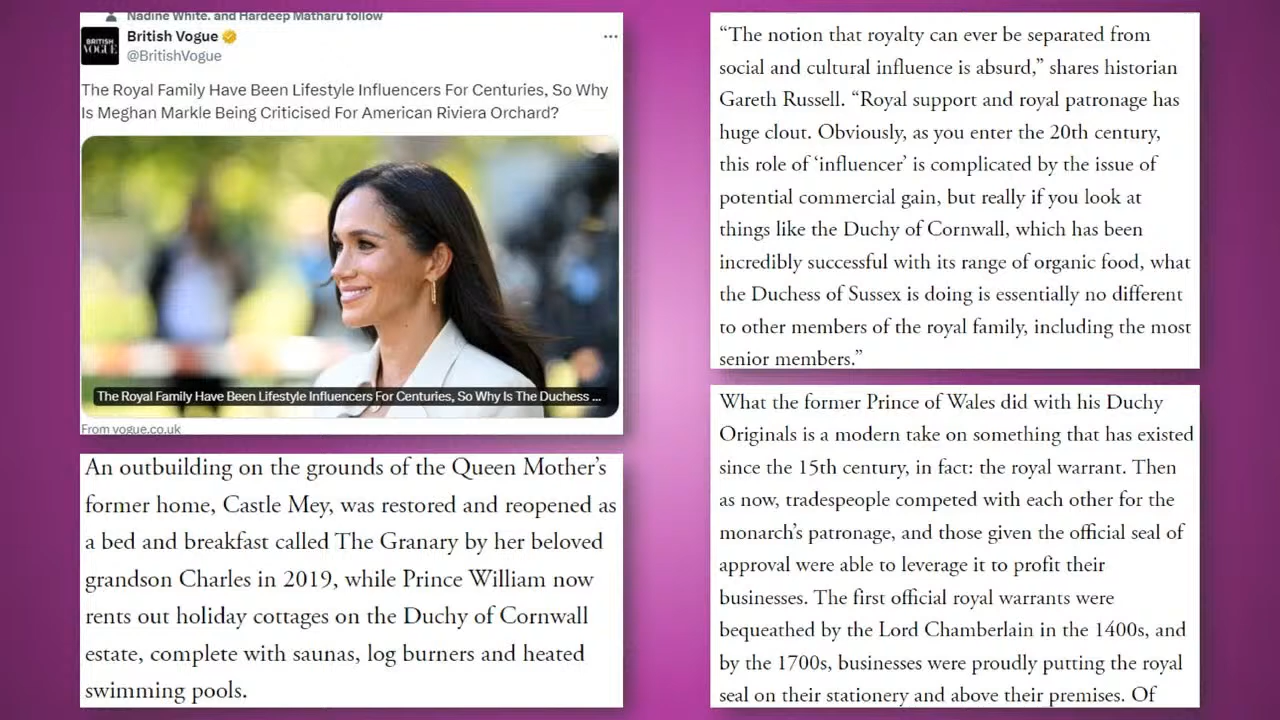 Nadine White. and Hardeep Matharu follow
BRITISH
VOGUE
British Vogue
@BritishVogue
The Royal Family Have Been Lifestyle Influencers For Centuries, So Why
Is Meghan Markle Being Criticised For American Riviera Orchard?
The Royal Family Have Been Lifestyle Influencers For Centuries, So Why Is The Duchess ...
From vogue.co.uk
An outbuilding on the grounds of the Queen Mother’s
former home, Castle Mey, was restored and reopened as
a bed and breakfast called The Granary by her beloved
grandson Charles in 2019, while Prince William now
rents out holiday cottages on the Duchy of Cornwall
estate, complete with saunas, log burners and heated
swimming pools.
“The notion that royalty can ever be separated from
social and cultural influence is absurd,” shares historian
Gareth Russell. “Royal support and royal patronage has
huge clout. Obviously, as you enter the 20th century,
this role of ‘influencer’ is complicated by the issue of
potential commercial gain, but really if you look at
things like the Duchy of Cornwall, which has been
incredibly successful with its range of organic food, what
the Duchess of Sussex is doing is essentially no different
to other members of the royal family, including the most
senior members.”
What the former Prince of Wales did with his Duchy
Originals is a modern take on something that has existed
since the 15th century, in fact: the royal warrant. Then
as now, tradespeople competed with each other for the
monarch’s patronage, and those given the official seal of
approval were able to leverage it to profit their
businesses. The first official royal warrants were
bequeathed by the Lord Chamberlain in the 1400s, and
by the 1700s, businesses were proudly putting the royal
seal on their stationery and above their premises. Of